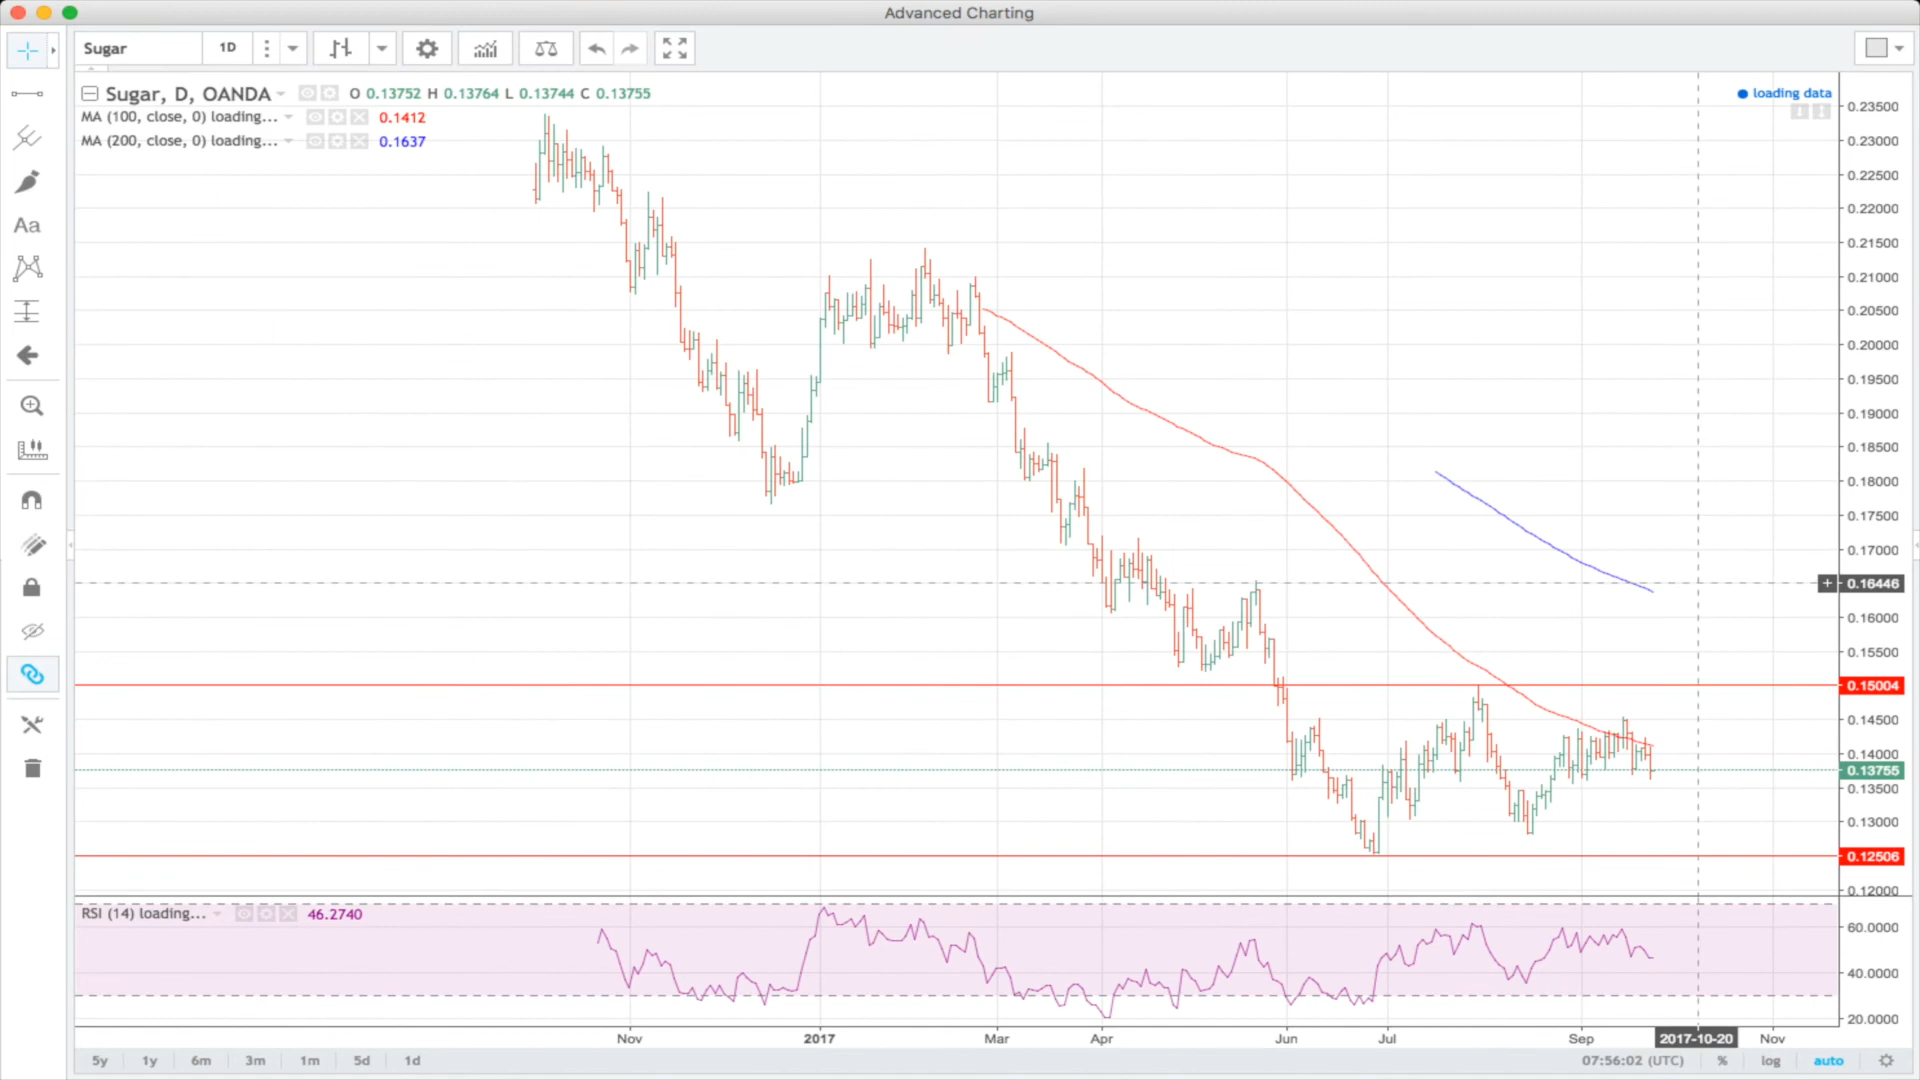 Advanced Charting
Sugar 1D
Sugar, D, OANDA O 0.13752 H 0.13764 L 0.13744 C 0.13755
loading data
MA (100, close, 0) loading... 0.1412
MA (200, close, 0) loading... 0.1637
Aa
0.23500
0.23000
0.22500
0.22000
0.21500
0.21000
0.20500
0.20000
0.19500
0.19000
0.18500
0.18000
0.17500
0.17000
0.16446
0.16000
0.15500
0.15004
0.14500
0.14000
0.13755
0.13500
0.13000
0.12506
0.12000
RSI (14) loading... 46.2740
60.0000
40.0000
20.0000
Nov 2017 Mar Apr Jun Jul Sep 2017-10-20 Nov
5y 1y 6m 3m 1m 5d 1d 07:56:02 (UTC) % log auto